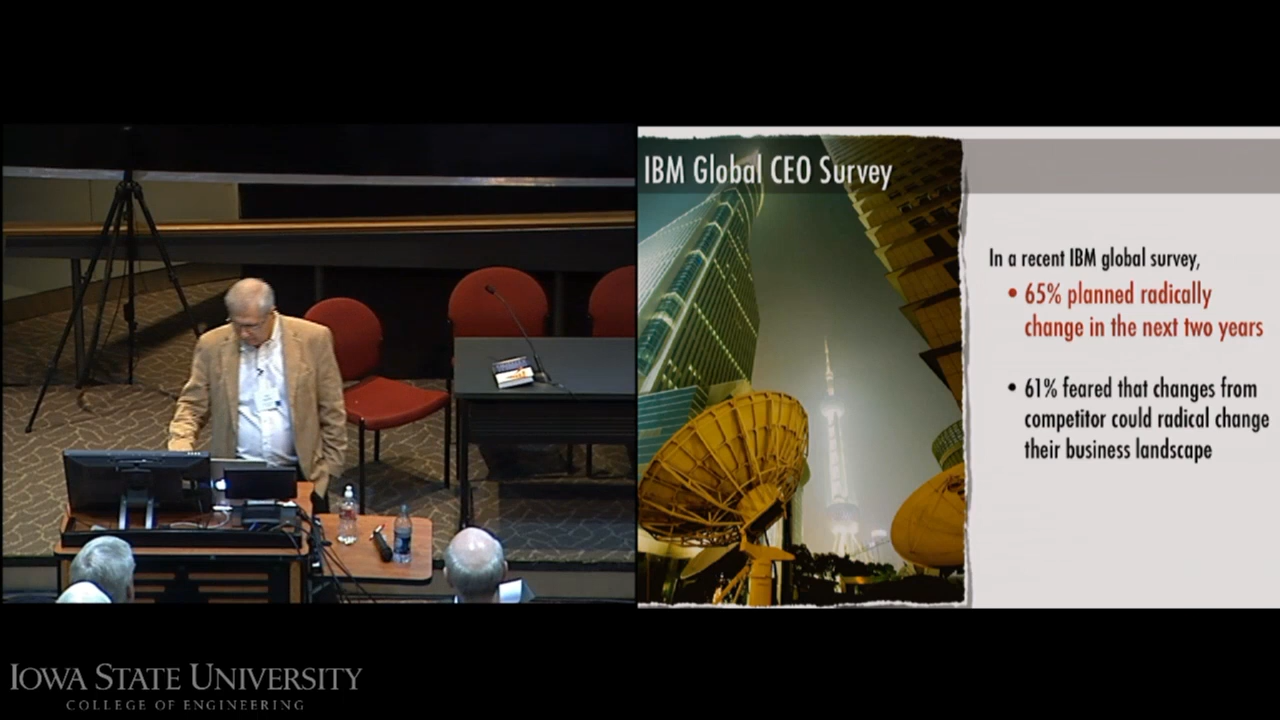 IBM Global CEO Survey
In a recent IBM global survey,
• 65% planned radically
change in the next two years
• 61% feared that changes from
competitor could radical change
their business landscape
IOWA STATE UNIVERSITY
COLLEGE OF ENGINEERING